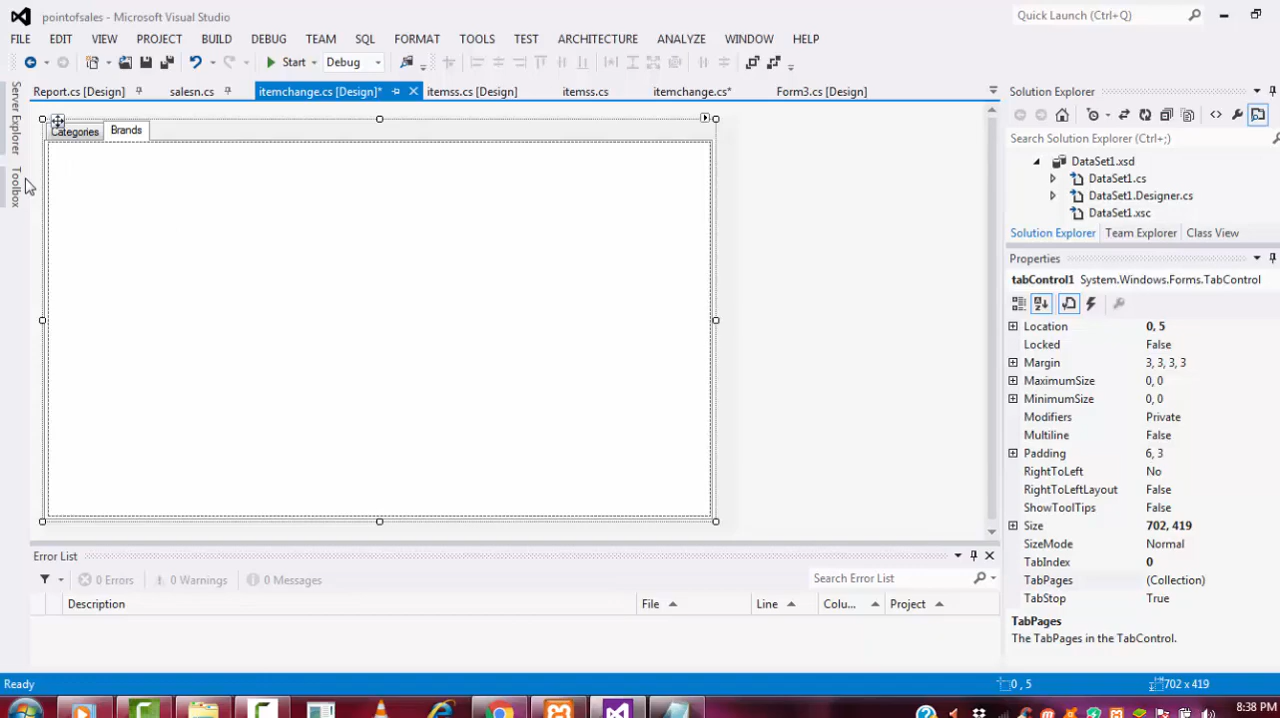 pointofsales - Microsoft Visual Studio
Quick Launch (Ctrl+Q)
FILE EDIT VIEW PROJECT BUILD DEBUG TEAM SQL FORMAT TOOLS TEST ARCHITECTURE ANALYZE WINDOW HELP
Start Debug
Report.cs [Design] salesn.cs itemchange.cs [Design]* itemss.cs [Design] itemss.cs itemchange.cs* Form3.cs [Design]
Server Explorer
Toolbox
Categories Brands
Solution Explorer
Search Solution Explorer (Ctrl+;)
DataSet1.xsd
DataSet1.cs
DataSet1.Designer.cs
DataSet1.xsc
Solution Explorer Team Explorer Class View
Properties
tabControl1 System.Windows.Forms.TabControl
Location 0, 5
Locked False
Margin 3, 3, 3, 3
MaximumSize 0, 0
MinimumSize 0, 0
Modifiers Private
Multiline False
Padding 6, 3
RightToLeft No
RightToLeftLayout False
ShowToolTips False
Size 702, 419
SizeMode Normal
TabIndex 0
TabPages (Collection)
TabStop True
TabPages
The TabPages in the TabControl.
Error List
0 Errors 0 Warnings 0 Messages
Search Error List
Description File Line Colu... Project
Ready
0 , 5
702 x 419
8:38 PM